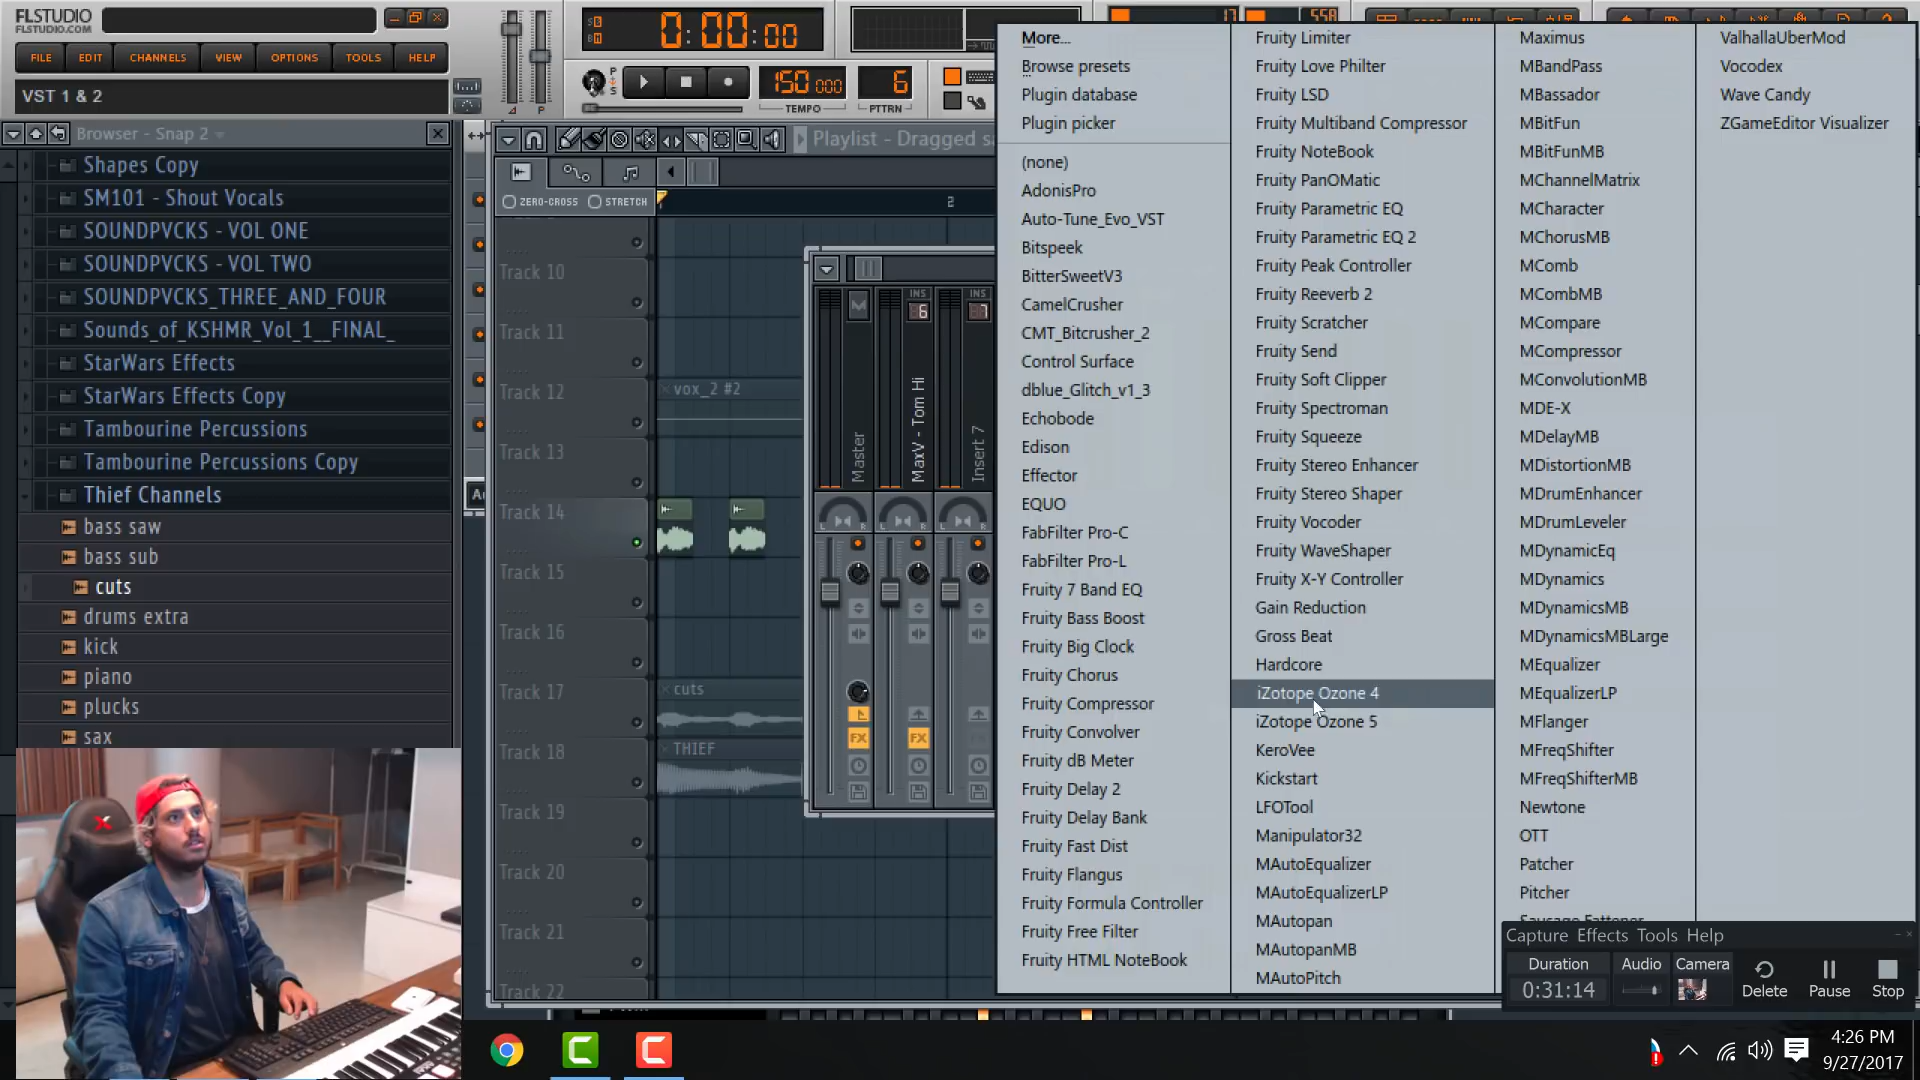 FLSTUDIO
FLSTUDIO.COM
FILE EDIT CHANNELS VIEW OPTIONS TOOLS HELP
VST 1 & 2
0:00:00
150 000
TEMPO
6
PTTRN
Browser - Snap 2
Shapes Copy
SM101 - Shout Vocals
SOUNDPVCKS - VOL ONE
SOUNDPVCKS - VOL TWO
SOUNDPVCKS_THREE_AND_FOUR
Sounds_of_KSHMR_Vol_1__FINAL_
StarWars Effects
StarWars Effects Copy
Tambourine Percussions
Tambourine Percussions Copy
Thief Channels
bass saw
bass sub
cuts
drums extra
kick
piano
plucks
sax
Playlist - Dragged
ZERO-CROSS STRETCH
2
Track 10
Track 11
Track 12
vox_2 #2
Track 13
Track 14
Track 15
Track 16
Track 17
cuts
Track 18
THIEF
Track 19
Track 20
Track 21
Track 22
INS
6
INS
7
Master
MaxV - Tom Hi
Insert 7
FX
FX
More...
Browse presets
Plugin database
Plugin picker
(none)
AdonisPro
Auto-Tune_Evo_VST
Bitspeek
BitterSweetV3
CamelCrusher
CMT_Bitcrusher_2
Control Surface
dblue_Glitch_v1_3
Echobode
Edison
Effector
EQUO
FabFilter Pro-C
FabFilter Pro-L
Fruity 7 Band EQ
Fruity Bass Boost
Fruity Big Clock
Fruity Chorus
Fruity Compressor
Fruity Convolver
Fruity dB Meter
Fruity Delay 2
Fruity Delay Bank
Fruity Fast Dist
Fruity Flangus
Fruity Formula Controller
Fruity Free Filter
Fruity HTML NoteBook
Fruity Limiter
Fruity Love Philter
Fruity LSD
Fruity Multiband Compressor
Fruity NoteBook
Fruity PanOMatic
Fruity Parametric EQ
Fruity Parametric EQ 2
Fruity Peak Controller
Fruity Reeverb 2
Fruity Scratcher
Fruity Send
Fruity Soft Clipper
Fruity Spectroman
Fruity Squeeze
Fruity Stereo Enhancer
Fruity Stereo Shaper
Fruity Vocoder
Fruity WaveShaper
Fruity X-Y Controller
Gain Reduction
Gross Beat
Hardcore
iZotope Ozone 4
iZotope Ozone 5
KeroVee
Kickstart
LFOTool
Manipulator32
MAutoEqualizer
MAutoEqualizerLP
MAutopan
MAutopanMB
MAutoPitch
Maximus
MBandPass
MBassador
MBitFun
MBitFunMB
MChannelMatrix
MCharacter
MChorusMB
MComb
MCombMB
MCompare
MCompressor
MConvolutionMB
MDE-X
MDelayMB
MDistortionMB
MDrumEnhancer
MDrumLeveler
MDynamicEq
MDynamics
MDynamicsMB
MDynamicsMBLarge
MEqualizer
MEqualizerLP
MFlanger
MFreqShifter
MFreqShifterMB
Newtone
OTT
Patcher
Pitcher
Sausage Fattener
ValhallaUberMod
Vocodex
Wave Candy
ZGameEditor Visualizer
Capture Effects Tools Help
Duration Audio Camera
0:31:14 Delete Pause Stop
4:26 PM
9/27/2017